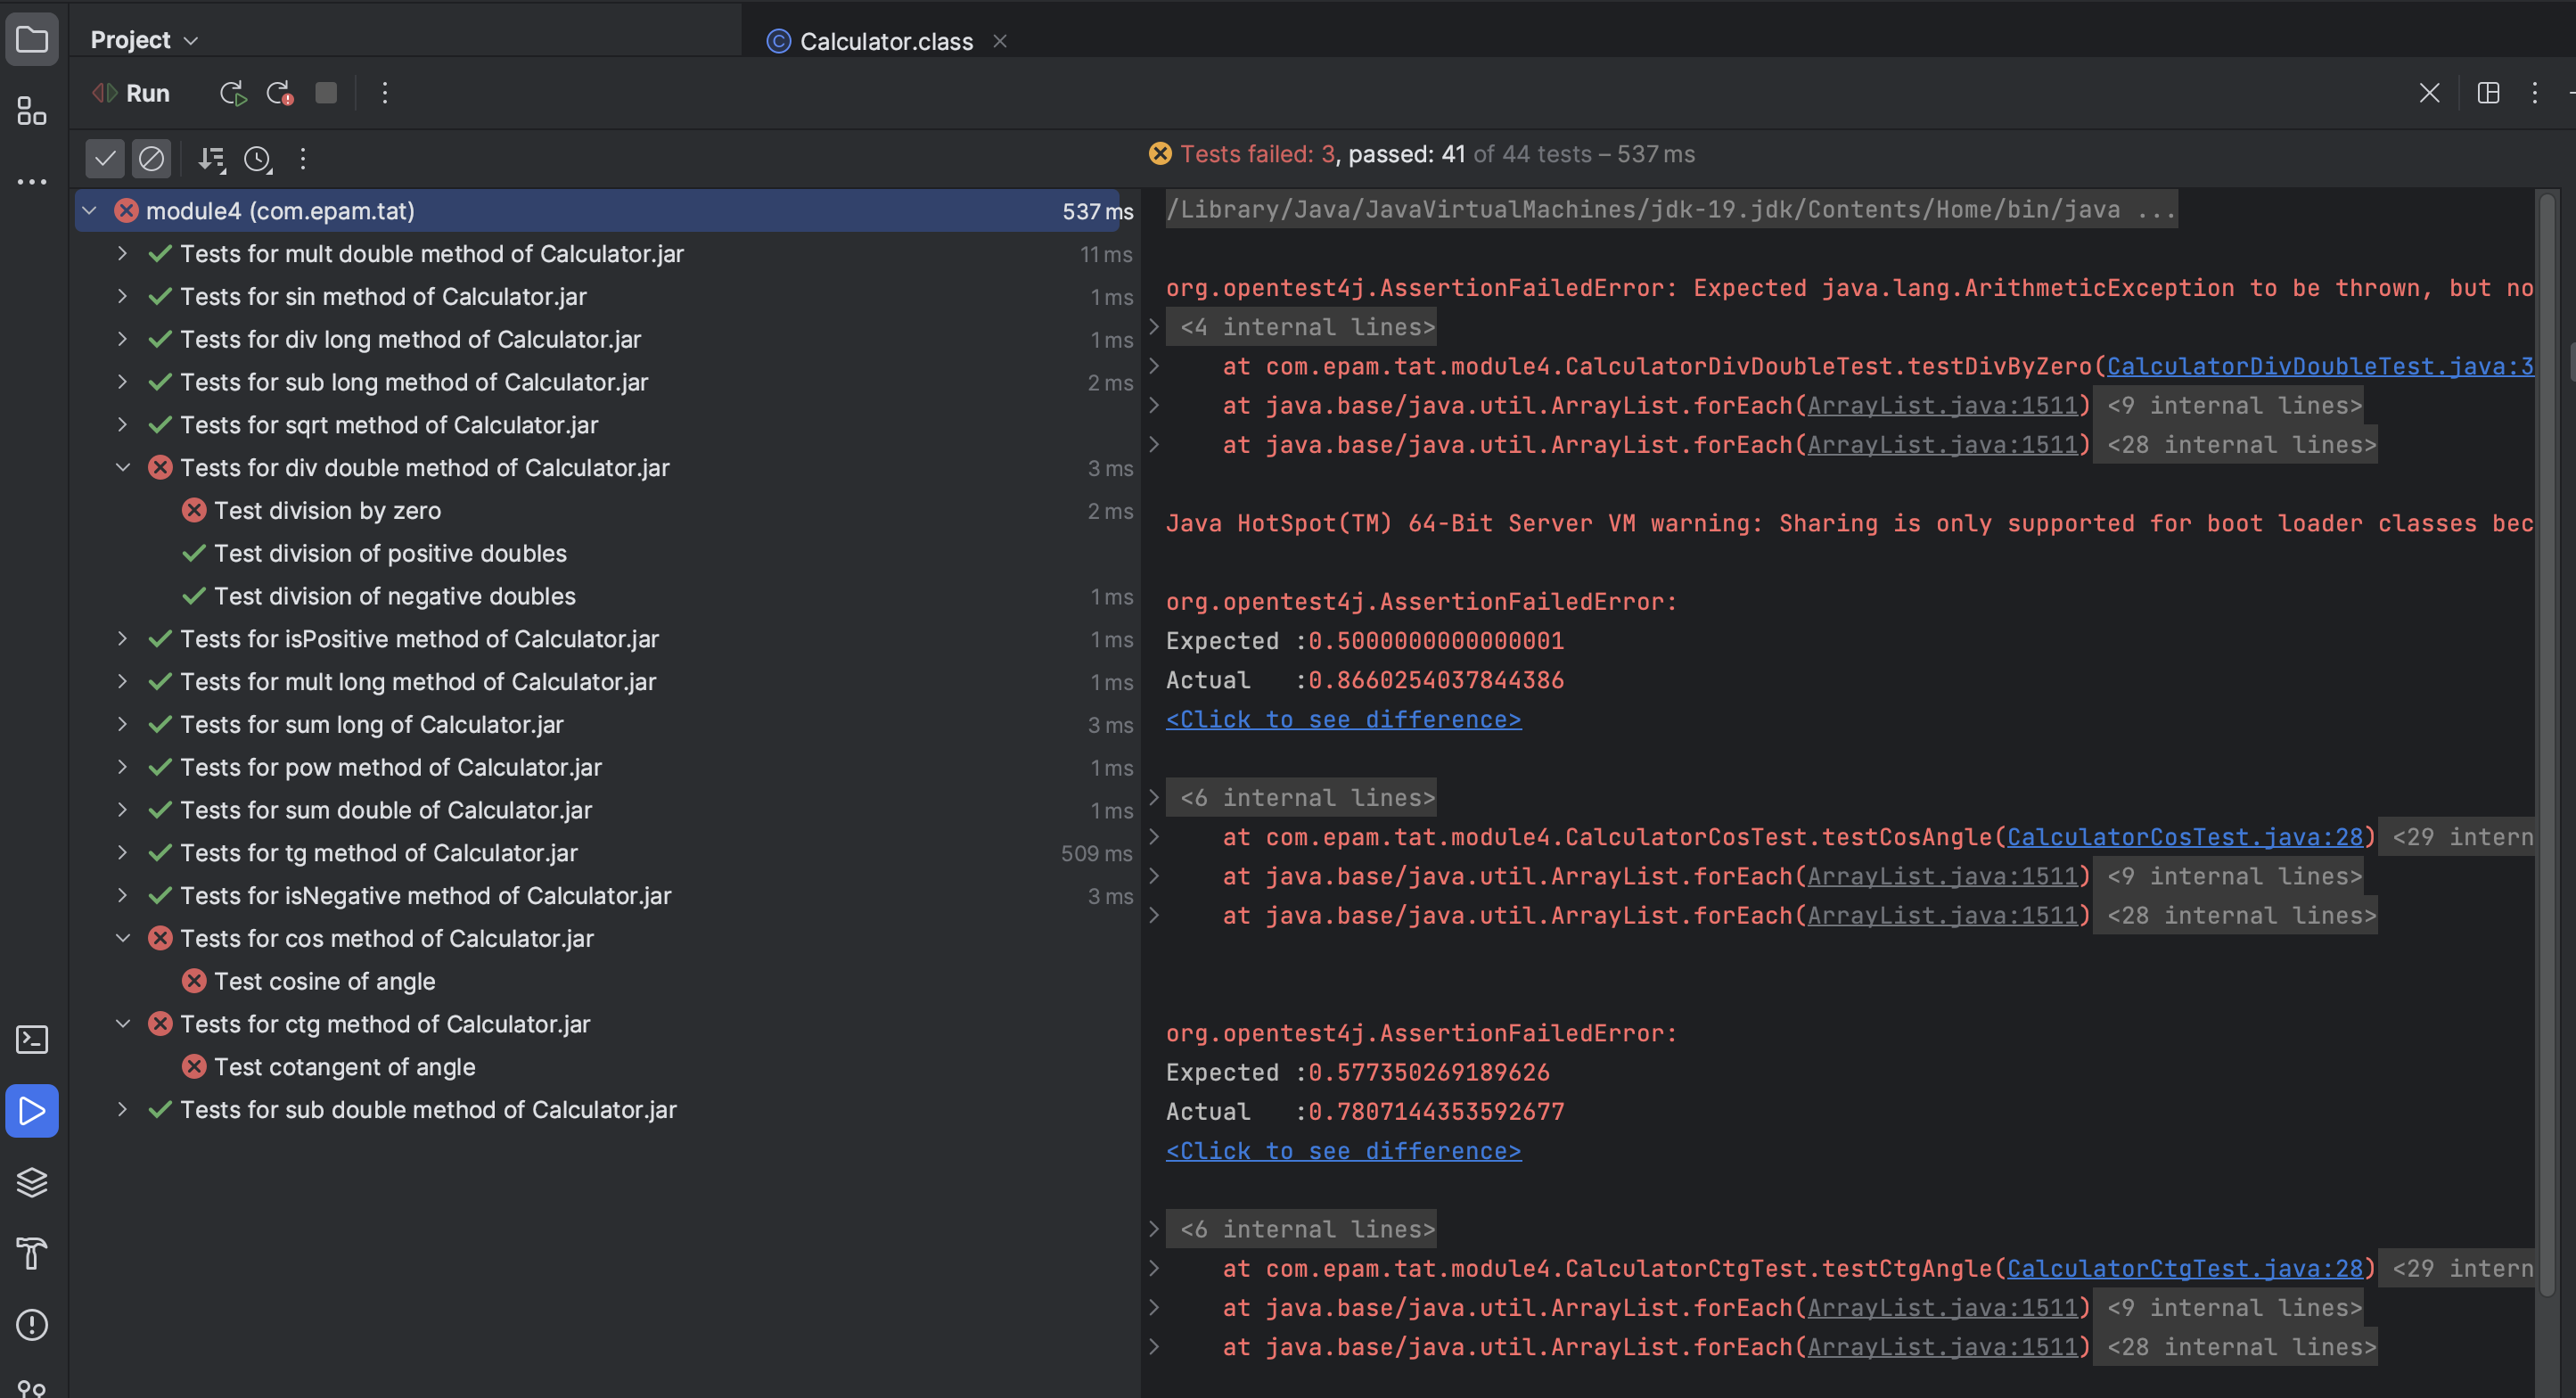 Project
Calculator.class
Run
Tests failed: 3, passed: 41 of 44 tests – 537 ms
module4 (com.epam.tat) 537 ms
Tests for mult double method of Calculator.jar 11 ms
Tests for sin method of Calculator.jar 1 ms
Tests for div long method of Calculator.jar 1 ms
Tests for sub long method of Calculator.jar 2 ms
Tests for sqrt method of Calculator.jar
Tests for div double method of Calculator.jar 3 ms
Test division by zero 2 ms
Test division of positive doubles
Test division of negative doubles 1 ms
Tests for isPositive method of Calculator.jar 1 ms
Tests for mult long method of Calculator.jar 1 ms
Tests for sum long of Calculator.jar 3 ms
Tests for pow method of Calculator.jar 1 ms
Tests for sum double of Calculator.jar 1 ms
Tests for tg method of Calculator.jar 509 ms
Tests for isNegative method of Calculator.jar 3 ms
Tests for cos method of Calculator.jar
Test cosine of angle
Tests for ctg method of Calculator.jar
Test cotangent of angle
Tests for sub double method of Calculator.jar
/Library/Java/JavaVirtualMachines/jdk-19.jdk/Contents/Home/bin/java ...
org.opentest4j.AssertionFailedError: Expected java.lang.ArithmeticException to be thrown, but no
<4 internal lines>
at com.epam.tat.module4.CalculatorDivDoubleTest.testDivByZero(CalculatorDivDoubleTest.java:3
at java.base/java.util.ArrayList.forEach(ArrayList.java:1511) <9 internal lines>
at java.base/java.util.ArrayList.forEach(ArrayList.java:1511) <28 internal lines>
Java HotSpot(TM) 64-Bit Server VM warning: Sharing is only supported for boot loader classes bec
org.opentest4j.AssertionFailedError:
Expected :0.5000000000000001
Actual   :0.8660254037844386
<Click to see difference>
<6 internal lines>
at com.epam.tat.module4.CalculatorCosTest.testCosAngle(CalculatorCosTest.java:28) <29 intern
at java.base/java.util.ArrayList.forEach(ArrayList.java:1511) <9 internal lines>
at java.base/java.util.ArrayList.forEach(ArrayList.java:1511) <28 internal lines>
org.opentest4j.AssertionFailedError:
Expected :0.577350269189626
Actual   :0.7807144353592677
<Click to see difference>
<6 internal lines>
at com.epam.tat.module4.CalculatorCtgTest.testCtgAngle(CalculatorCtgTest.java:28) <29 intern
at java.base/java.util.ArrayList.forEach(ArrayList.java:1511) <9 internal lines>
at java.base/java.util.ArrayList.forEach(ArrayList.java:1511) <28 internal lines>